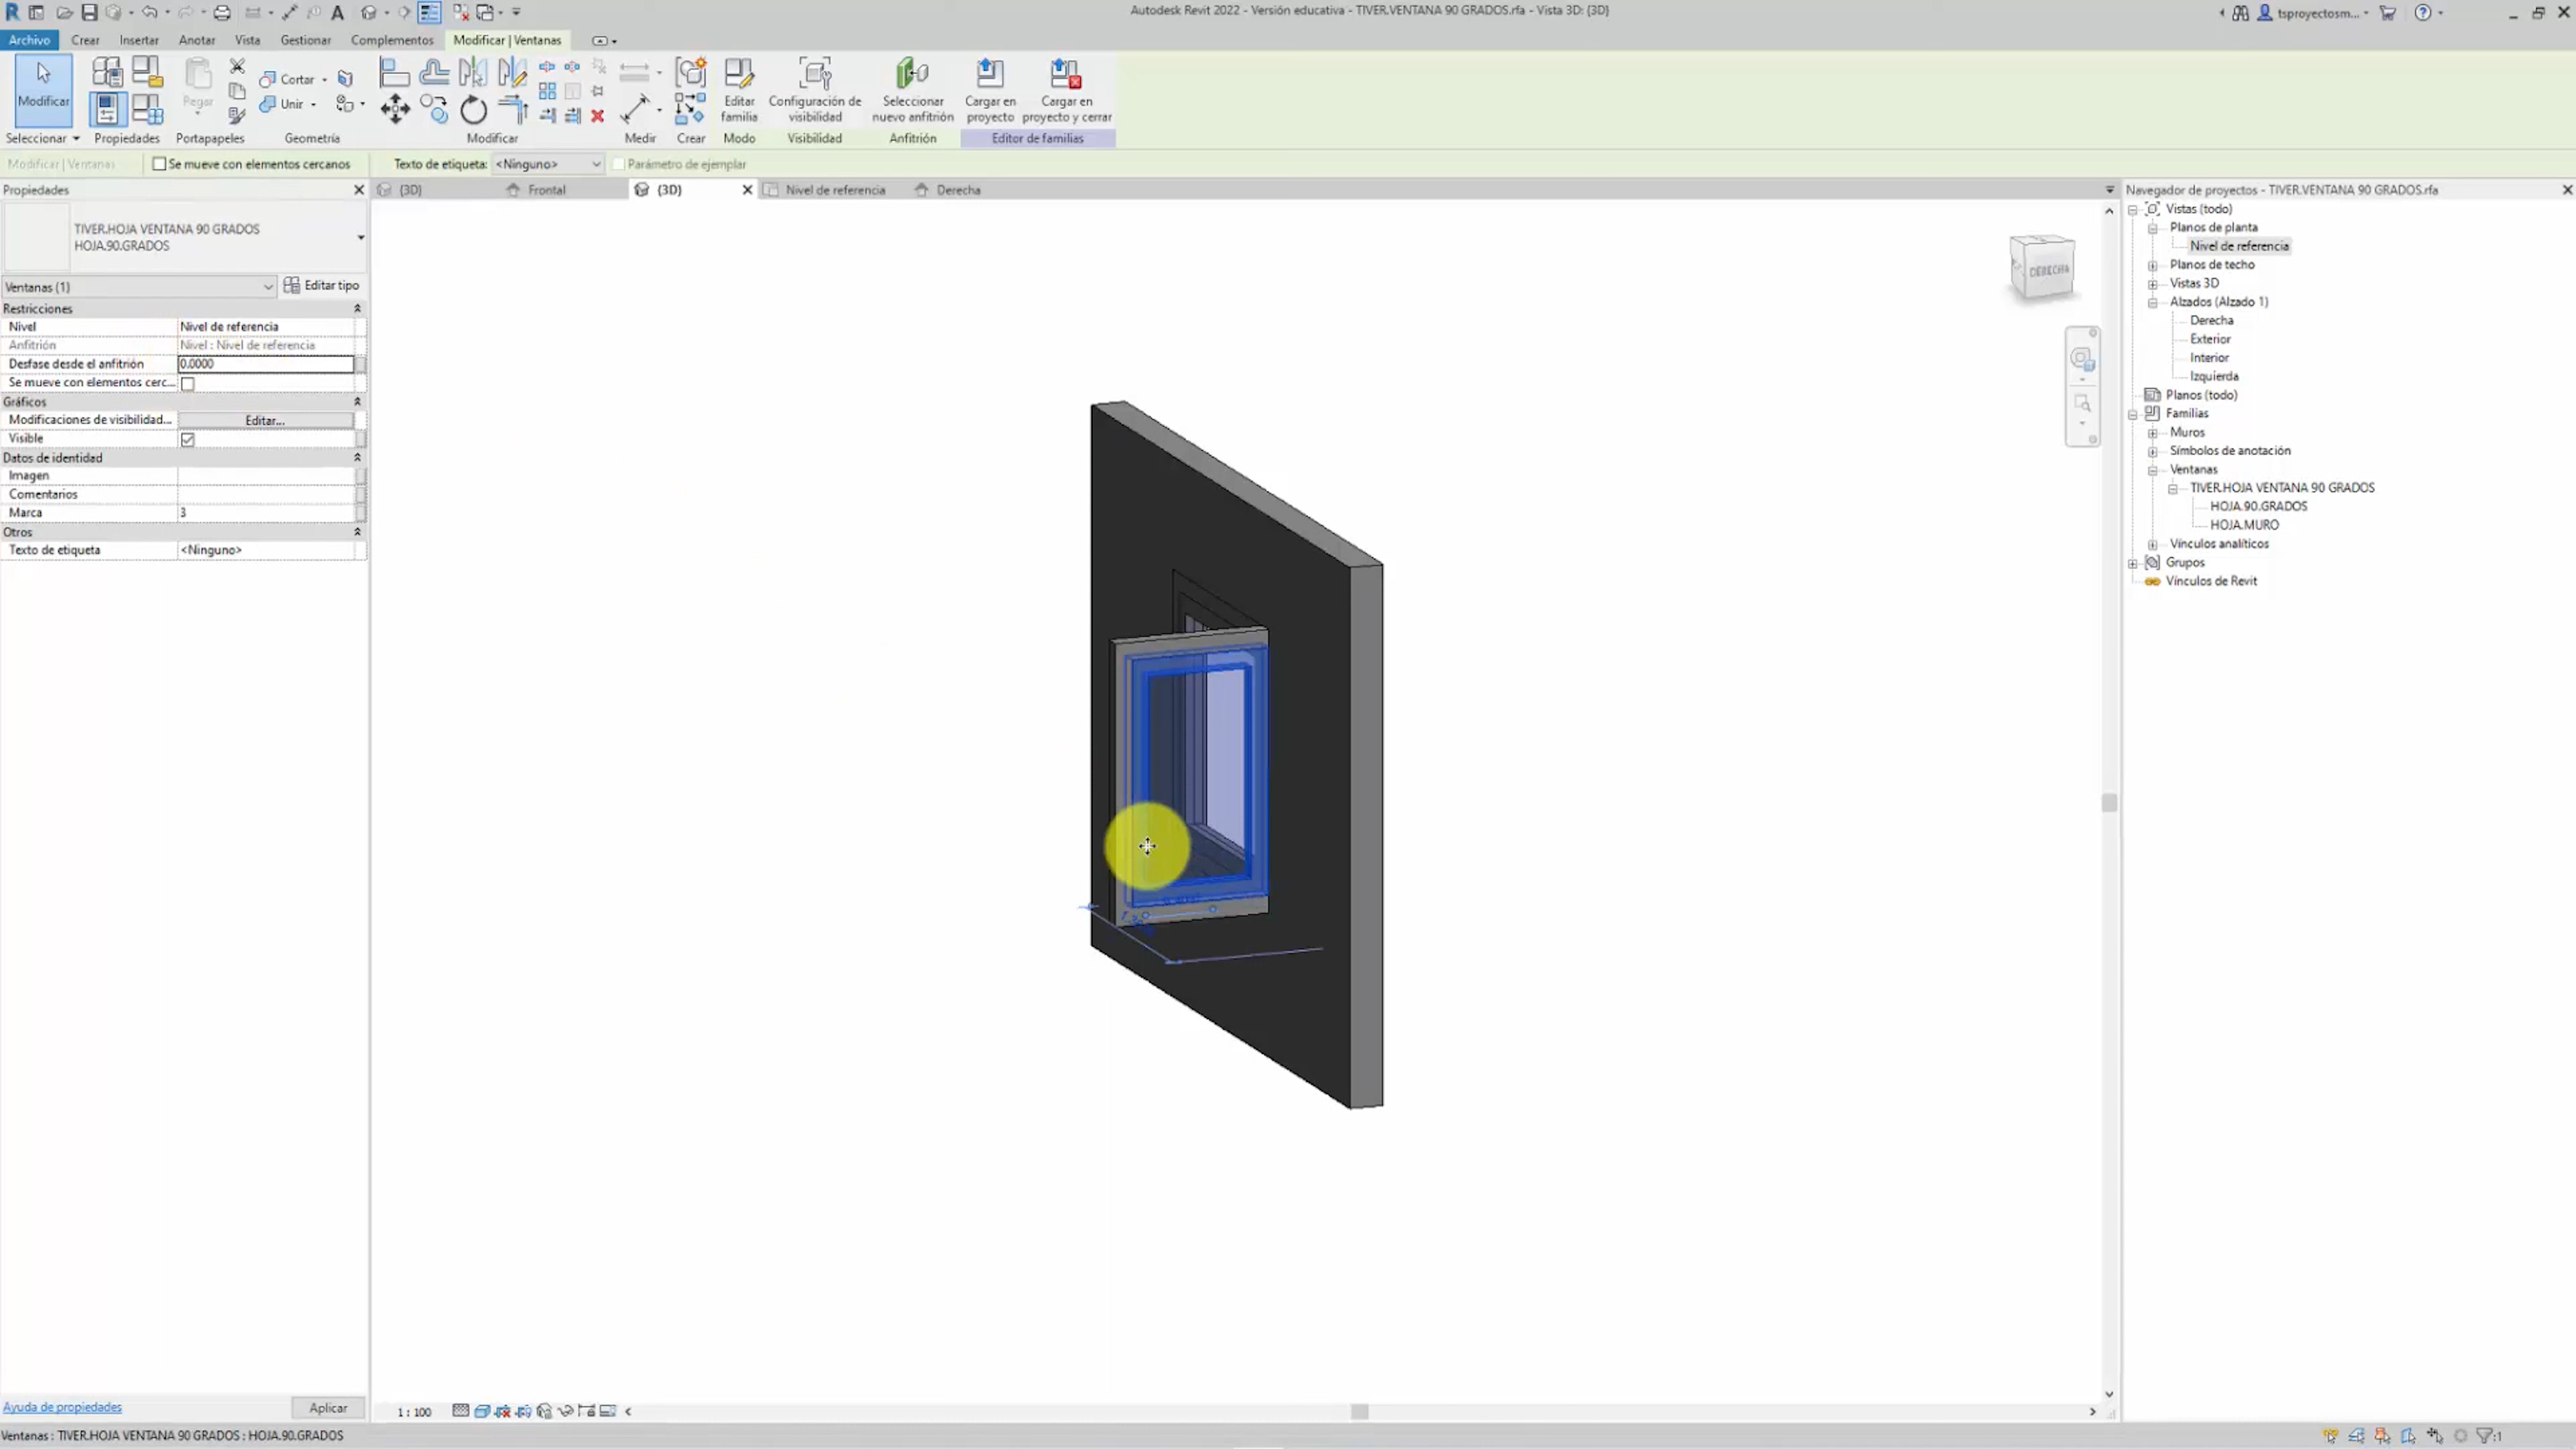 Autodesk Revit 2022 - Versión educativa - TIVER.VENTANA 90 GRADOS.rfa - Vista 3D: {3D}
tsproyectosm...
Archivo Crear Insertar Anotar Vista Gestionar Complementos Modificar | Ventanas
Modificar
Pegar
Cortar
Unir
Editar familia
Configuración de visibilidad
Seleccionar nuevo anfitrión
Cargar en proyecto
Cargar en proyecto y cerrar
Seleccionar Propiedades Portapapeles Geometría Modificar Medir Crear Modo Visibilidad Anfitrión Editor de familias
Modificar | Ventanas Se mueve con elementos cercanos Texto de etiqueta: <Ninguno> Parámetro de ejemplar
Propiedades
{3D} Frontal {3D} Nivel de referencia Derecha
TIVER.HOJA VENTANA 90 GRADOS
HOJA.90.GRADOS
Ventanas (1) Editar tipo
Restricciones
Nivel Nivel de referencia
Anfitrión Nivel : Nivel de referencia
Desfase desde el anfitrión 0.0000
Se mueve con elementos cerc...
Gráficos
Modificaciones de visibilidad... Editar...
Visible
Datos de identidad
Imagen
Comentarios
Marca 3
Otros
Texto de etiqueta <Ninguno>
DERECHA
Navegador de proyectos - TIVER.VENTANA 90 GRADOS.rfa
Vistas (todo)
Planos de planta
Nivel de referencia
Planos de techo
Vistas 3D
Alzados (Alzado 1)
Derecha
Exterior
Interior
Izquierda
Planos (todo)
Familias
Muros
Símbolos de anotación
Ventanas
TIVER.HOJA VENTANA 90 GRADOS
HOJA.90.GRADOS
HOJA.MURO
Vínculos analíticos
Grupos
Vínculos de Revit
Ayuda de propiedades Aplicar
1 : 100
Ventanas : TIVER.HOJA VENTANA 90 GRADOS : HOJA.90.GRADOS
:1